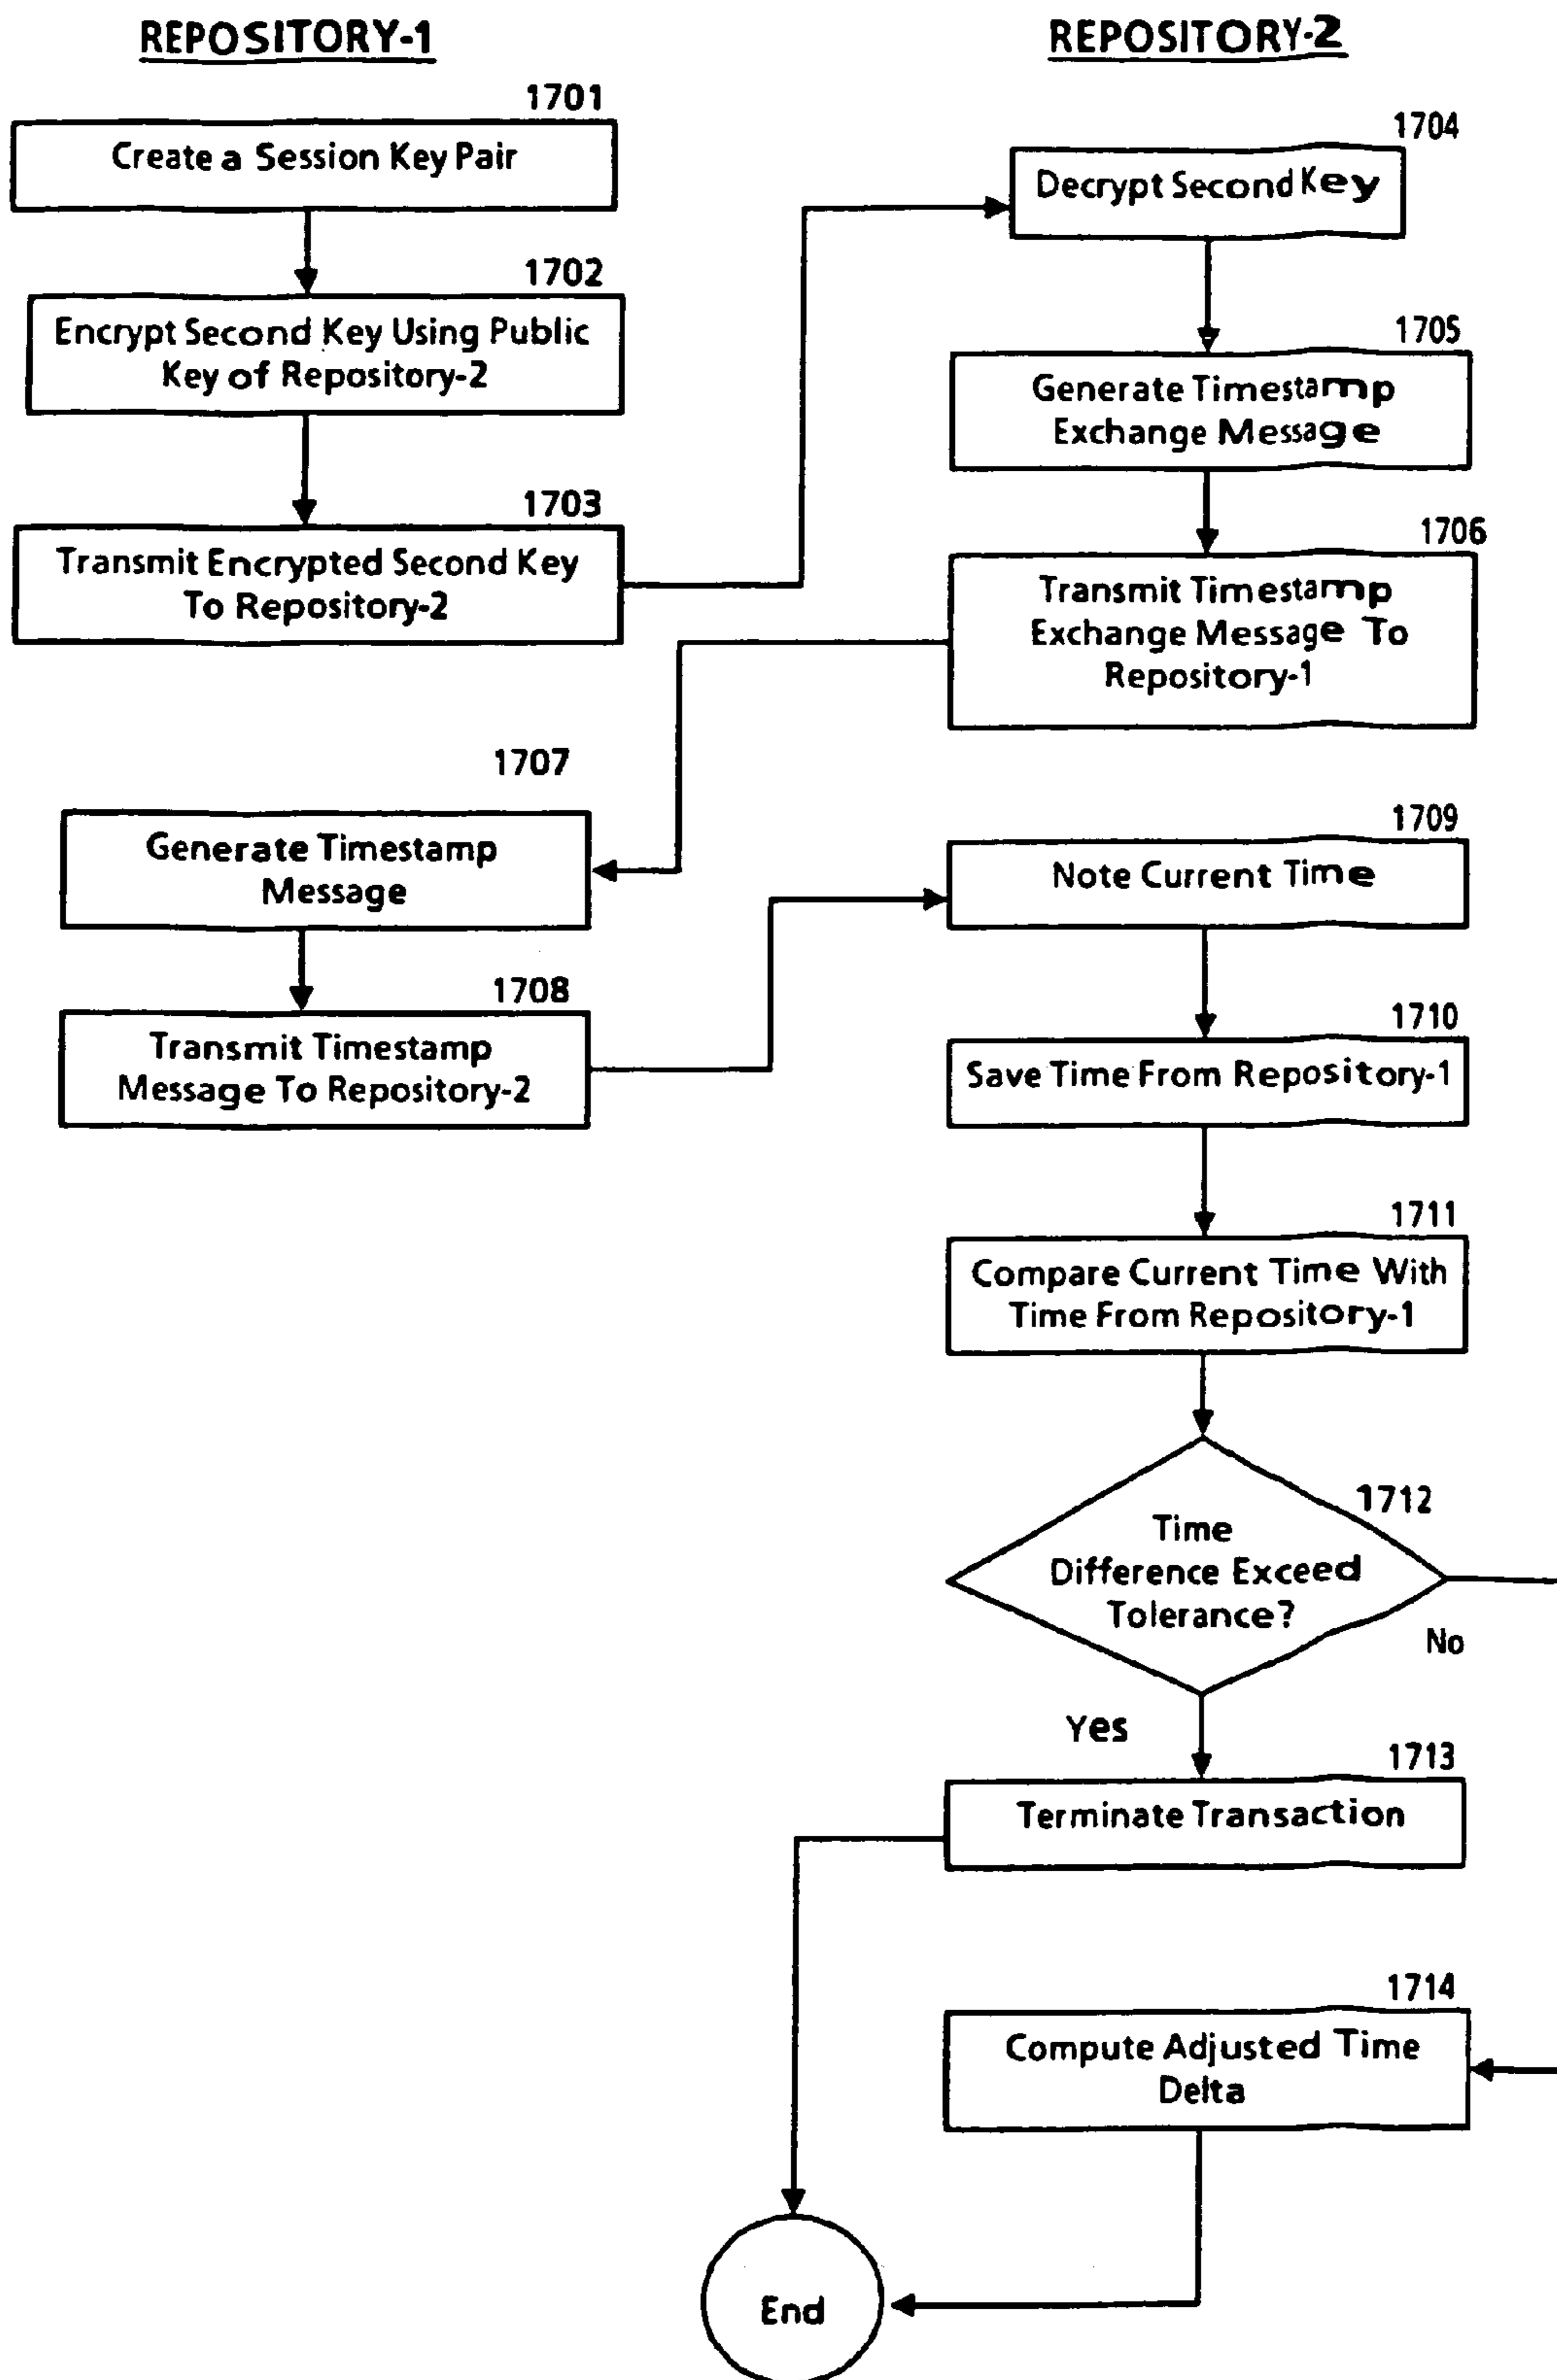 REPOSITORY-1
REPOSITORY-2
1701
Create a Session Key Pair
1702
Encrypt Second Key Using Public
Key of Repository-2
1703
Transmit Encrypted Second Key
To Repository-2
1704
Decrypt Second Key
1705
Generate Timestamp
Exchange Message
1706
Transmit Timestamp
Exchange Message To
Repository-1
1707
Generate Timestamp
Message
1708
Transmit Timestamp
Message To Repository-2
1709
Note Current Time
1710
Save Time From Repository-1
1711
Compare Current Time With
Time From Repository-1
1712
Time
Difference Exceed
Tolerance?
No
Yes
1713
Terminate Transaction
1714
Compute Adjusted Time
Delta
End